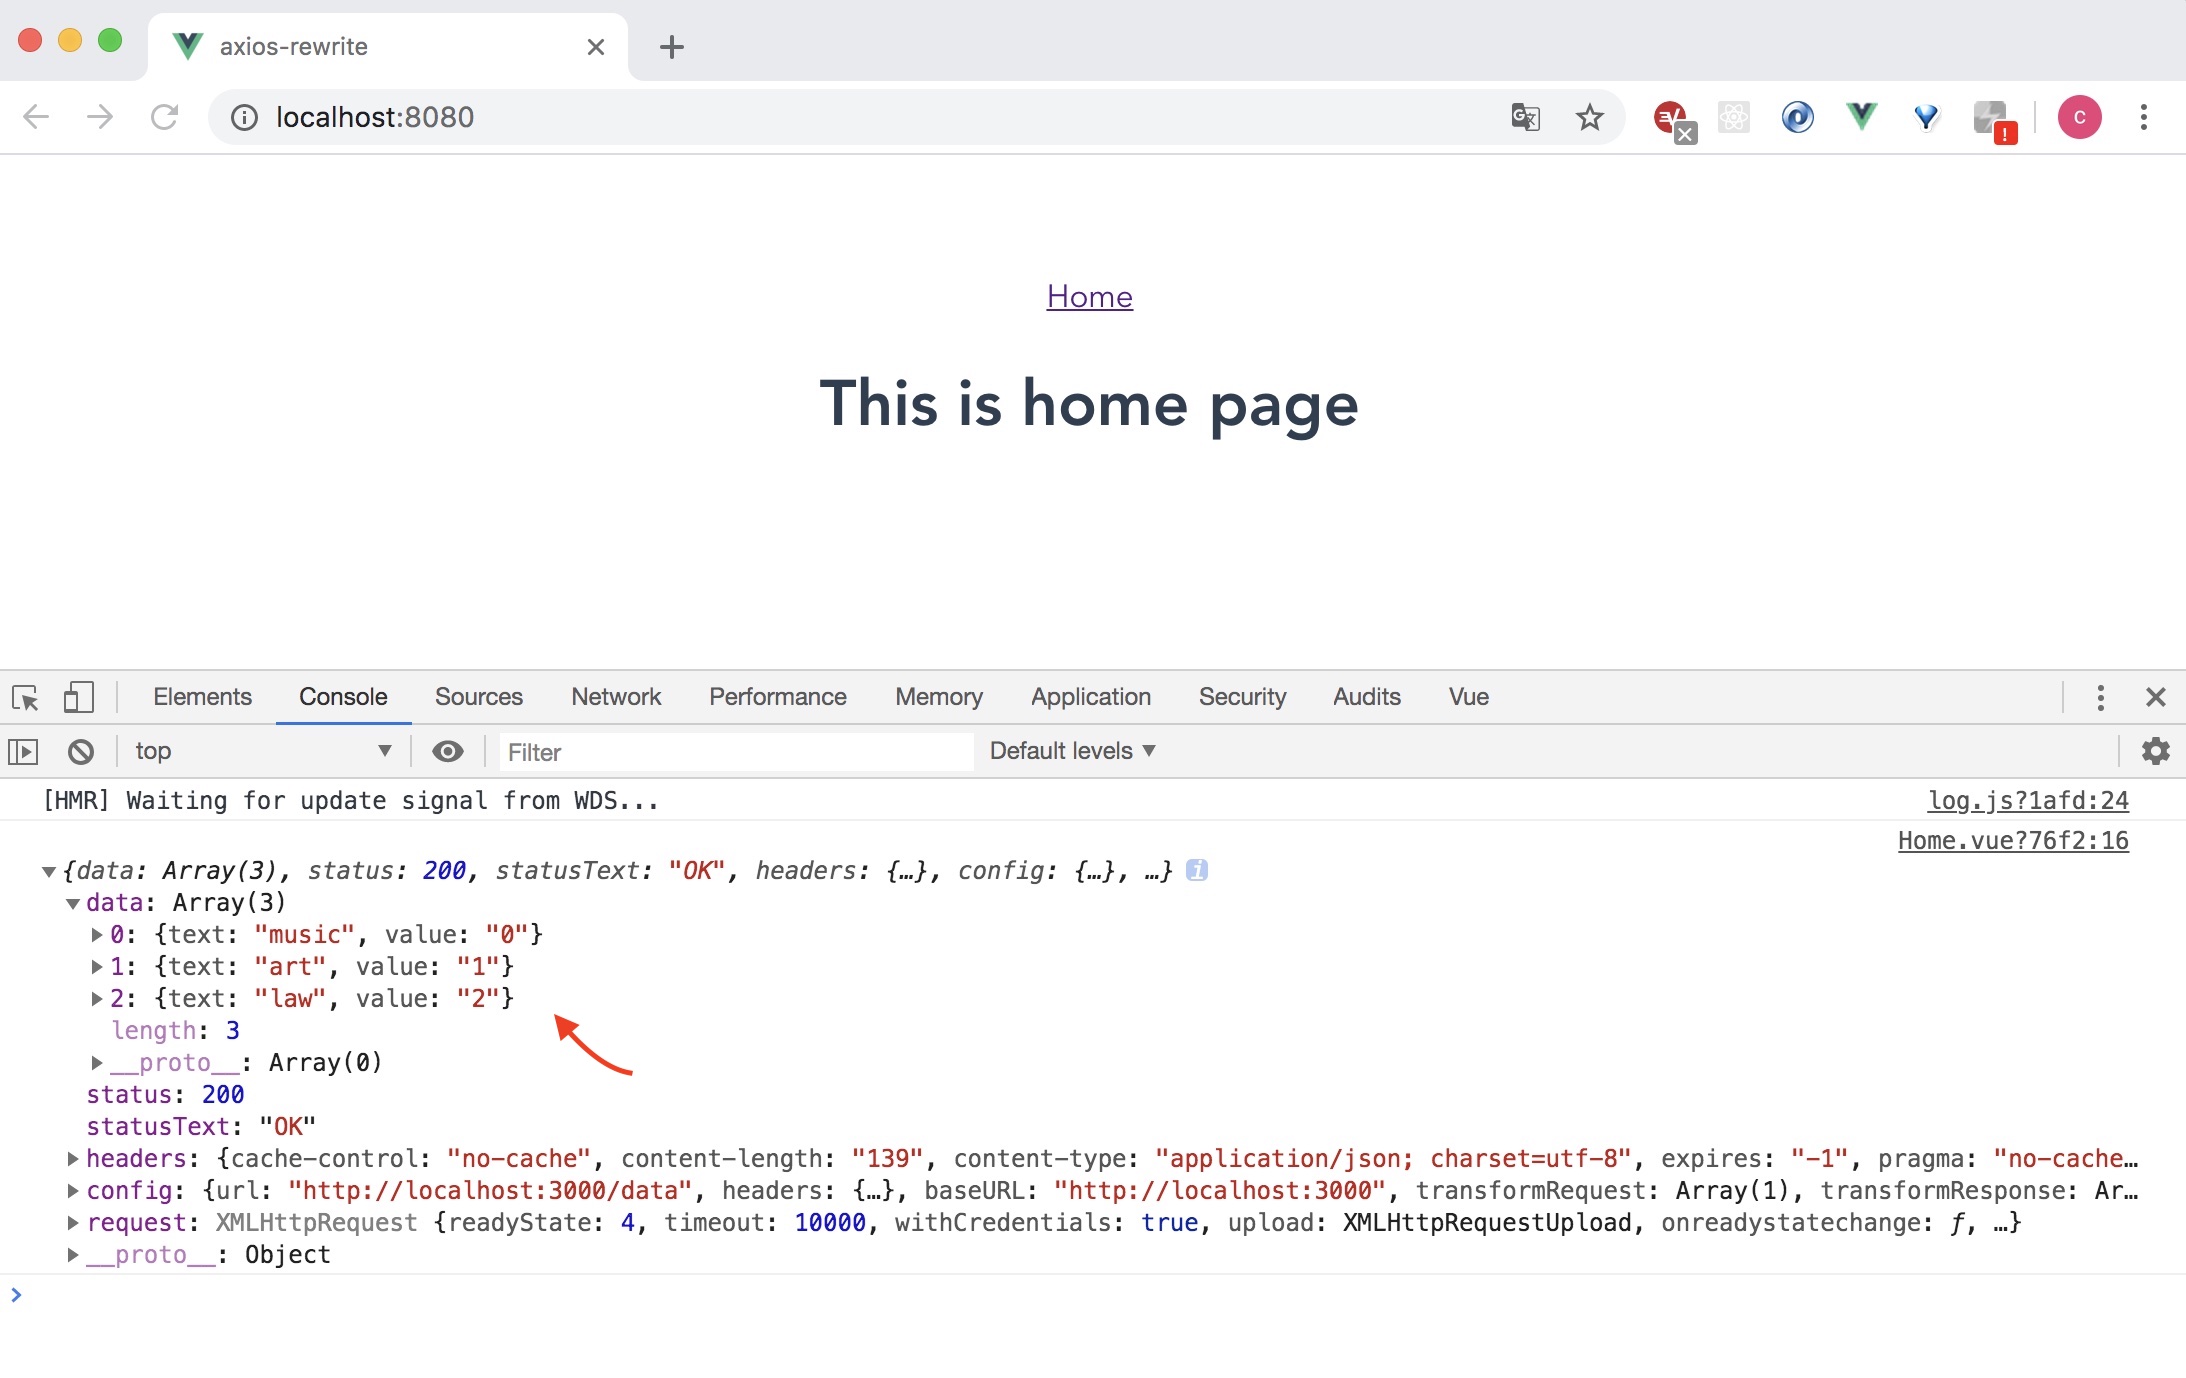 axios-rewrite
localhost:8080
C
Home
This is home page
Elements Console Sources Network Performance Memory Application Security Audits Vue
top Filter Default levels
[HMR] Waiting for update signal from WDS... log.js?1afd:24
Home.vue?76f2:16
{data: Array(3), status: 200, statusText: "OK", headers: {…}, config: {…}, …} i
data: Array(3)
0: {text: "music", value: "0"}
1: {text: "art", value: "1"}
2: {text: "law", value: "2"}
length: 3
__proto__: Array(0)
status: 200
statusText: "OK"
headers: {cache-control: "no-cache", content-length: "139", content-type: "application/json; charset=utf-8", expires: "-1", pragma: "no-cache…
config: {url: "http://localhost:3000/data", headers: {…}, baseURL: "http://localhost:3000", transformRequest: Array(1), transformResponse: Ar…
request: XMLHttpRequest {readyState: 4, timeout: 10000, withCredentials: true, upload: XMLHttpRequestUpload, onreadystatechange: ƒ, …}
__proto__: Object